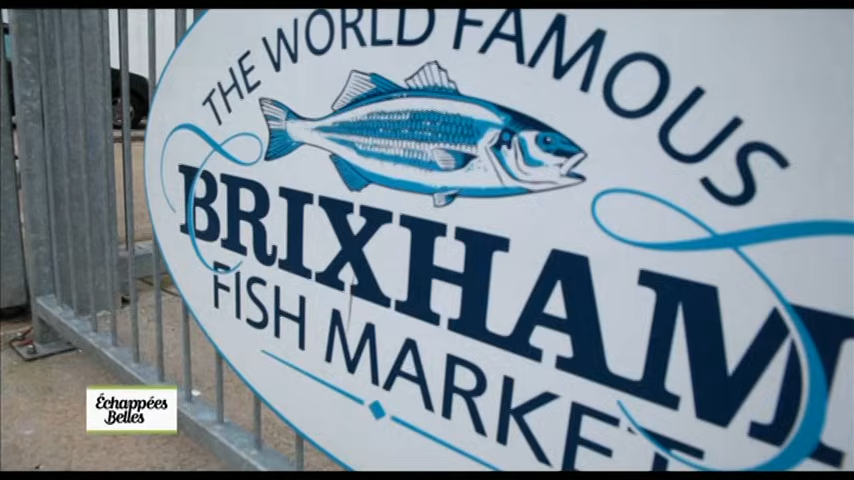 THE WORLD FAMOUS
BRIXHAM
FISH MARKET
Échappées
Belles